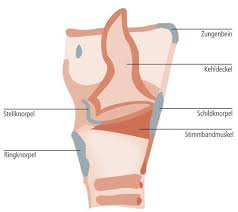 Zungenbein
Kehldeckel
Stellknorpel
Schildknorpel
Stimmbandmuskel
Ringknorpel